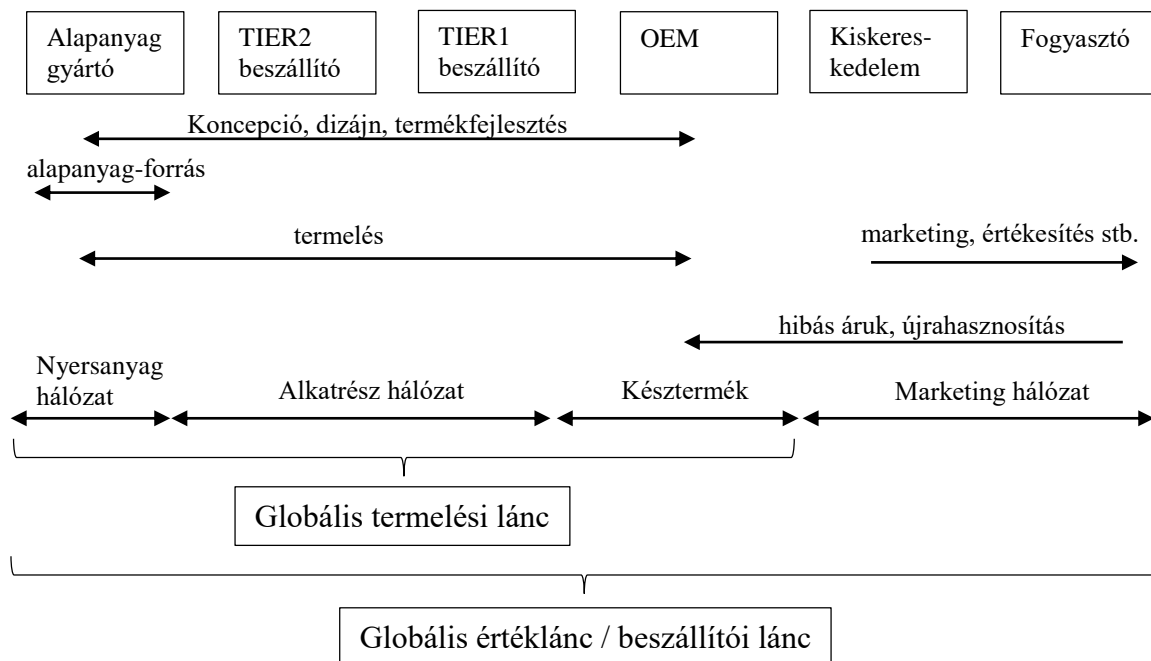 Alapanyag
gyártó
TIER2
beszállító
TIER1
beszállító
OEM
Kiskeres-
kedelem
Fogyasztó
Koncepció, dizájn, termékfejlesztés
alapanyag-forrás
termelés
marketing, értékesítés stb.
hibás áruk, újrahasznosítás
Nyersanyag
hálózat
Alkatrész hálózat
Késztermék
Marketing hálózat
Globális termelési lánc
Globális értéklánc / beszállítói lánc